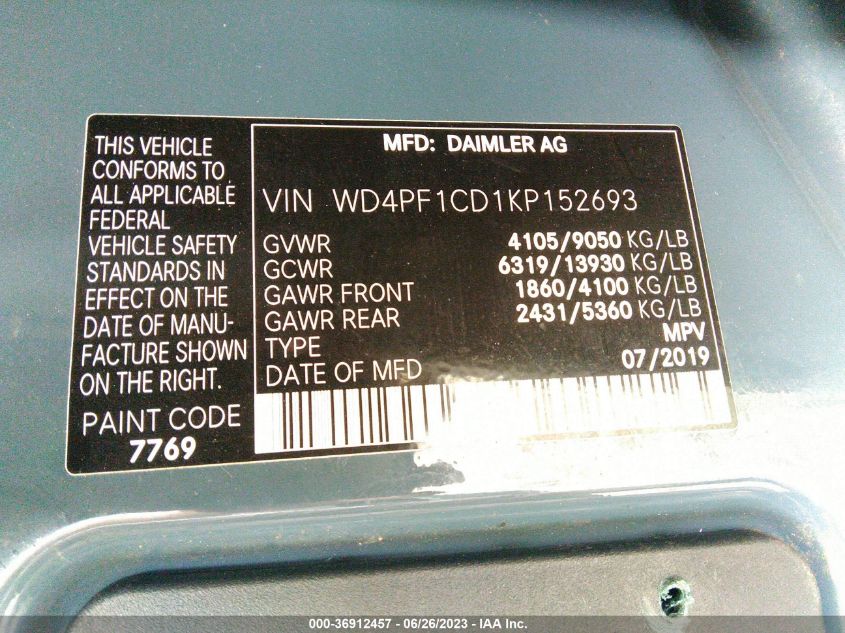 THIS VEHICLE
CONFORMS TO
ALL APPLICABLE
FEDERAL
VEHICLE SAFETY
STANDARDS IN
EFFECT ON THE
DATE OF MANU-
FACTURE SHOWN
ON THE RIGHT.
PAINT CODE
7769
MFD: DAIMLER AG
VIN WD4PF1CD1KP152693
GVWR 4105/9050 KG/LB
GCWR 6319/13930 KG/LB
GAWR FRONT 1860/4100 KG/LB
GAWR REAR 2431/5360 KG/LB
TYPE MPV
DATE OF MFD 07/2019
000-36912457 - 06/26/2023 - IAA Inc.